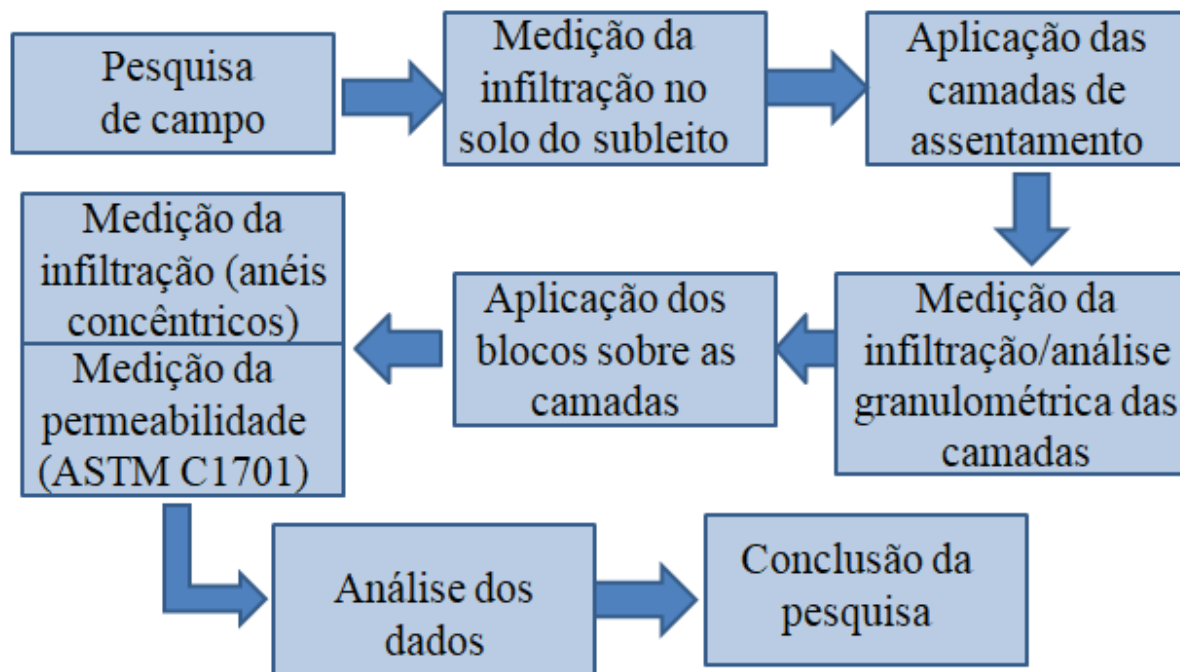 Pesquisa
de campo
Medição da
infiltração no
solo do subleito
Aplicação das
camadas de
assentamento
Medição da
infiltração/análise
granulométrica das
camadas
Aplicação dos
blocos sobre as
camadas
Medição da
infiltração (anéis
concêntricos)
Medição da
permeabilidade
(ASTM C1701)
Análise dos
dados
Conclusão da
pesquisa